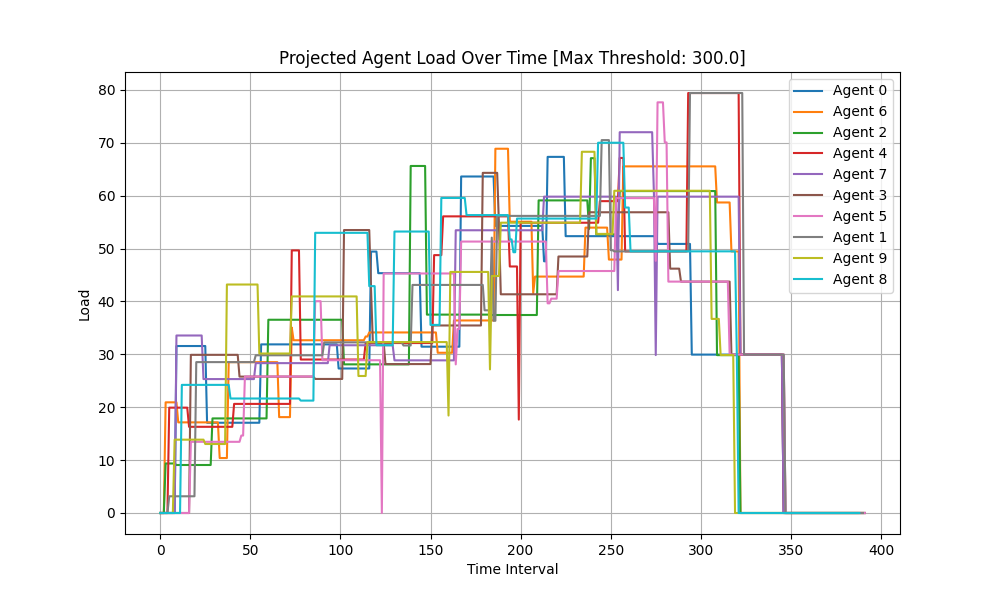 Projected Agent Load Over Time [Max Threshold: 300.0]
Load
80
70
60
50
40
30
20
10
0
0 50 100 150 200 250 300 350 400
Time Interval
Agent 0
Agent 6
Agent 2
Agent 4
Agent 7
Agent 3
Agent 5
Agent 1
Agent 9
Agent 8